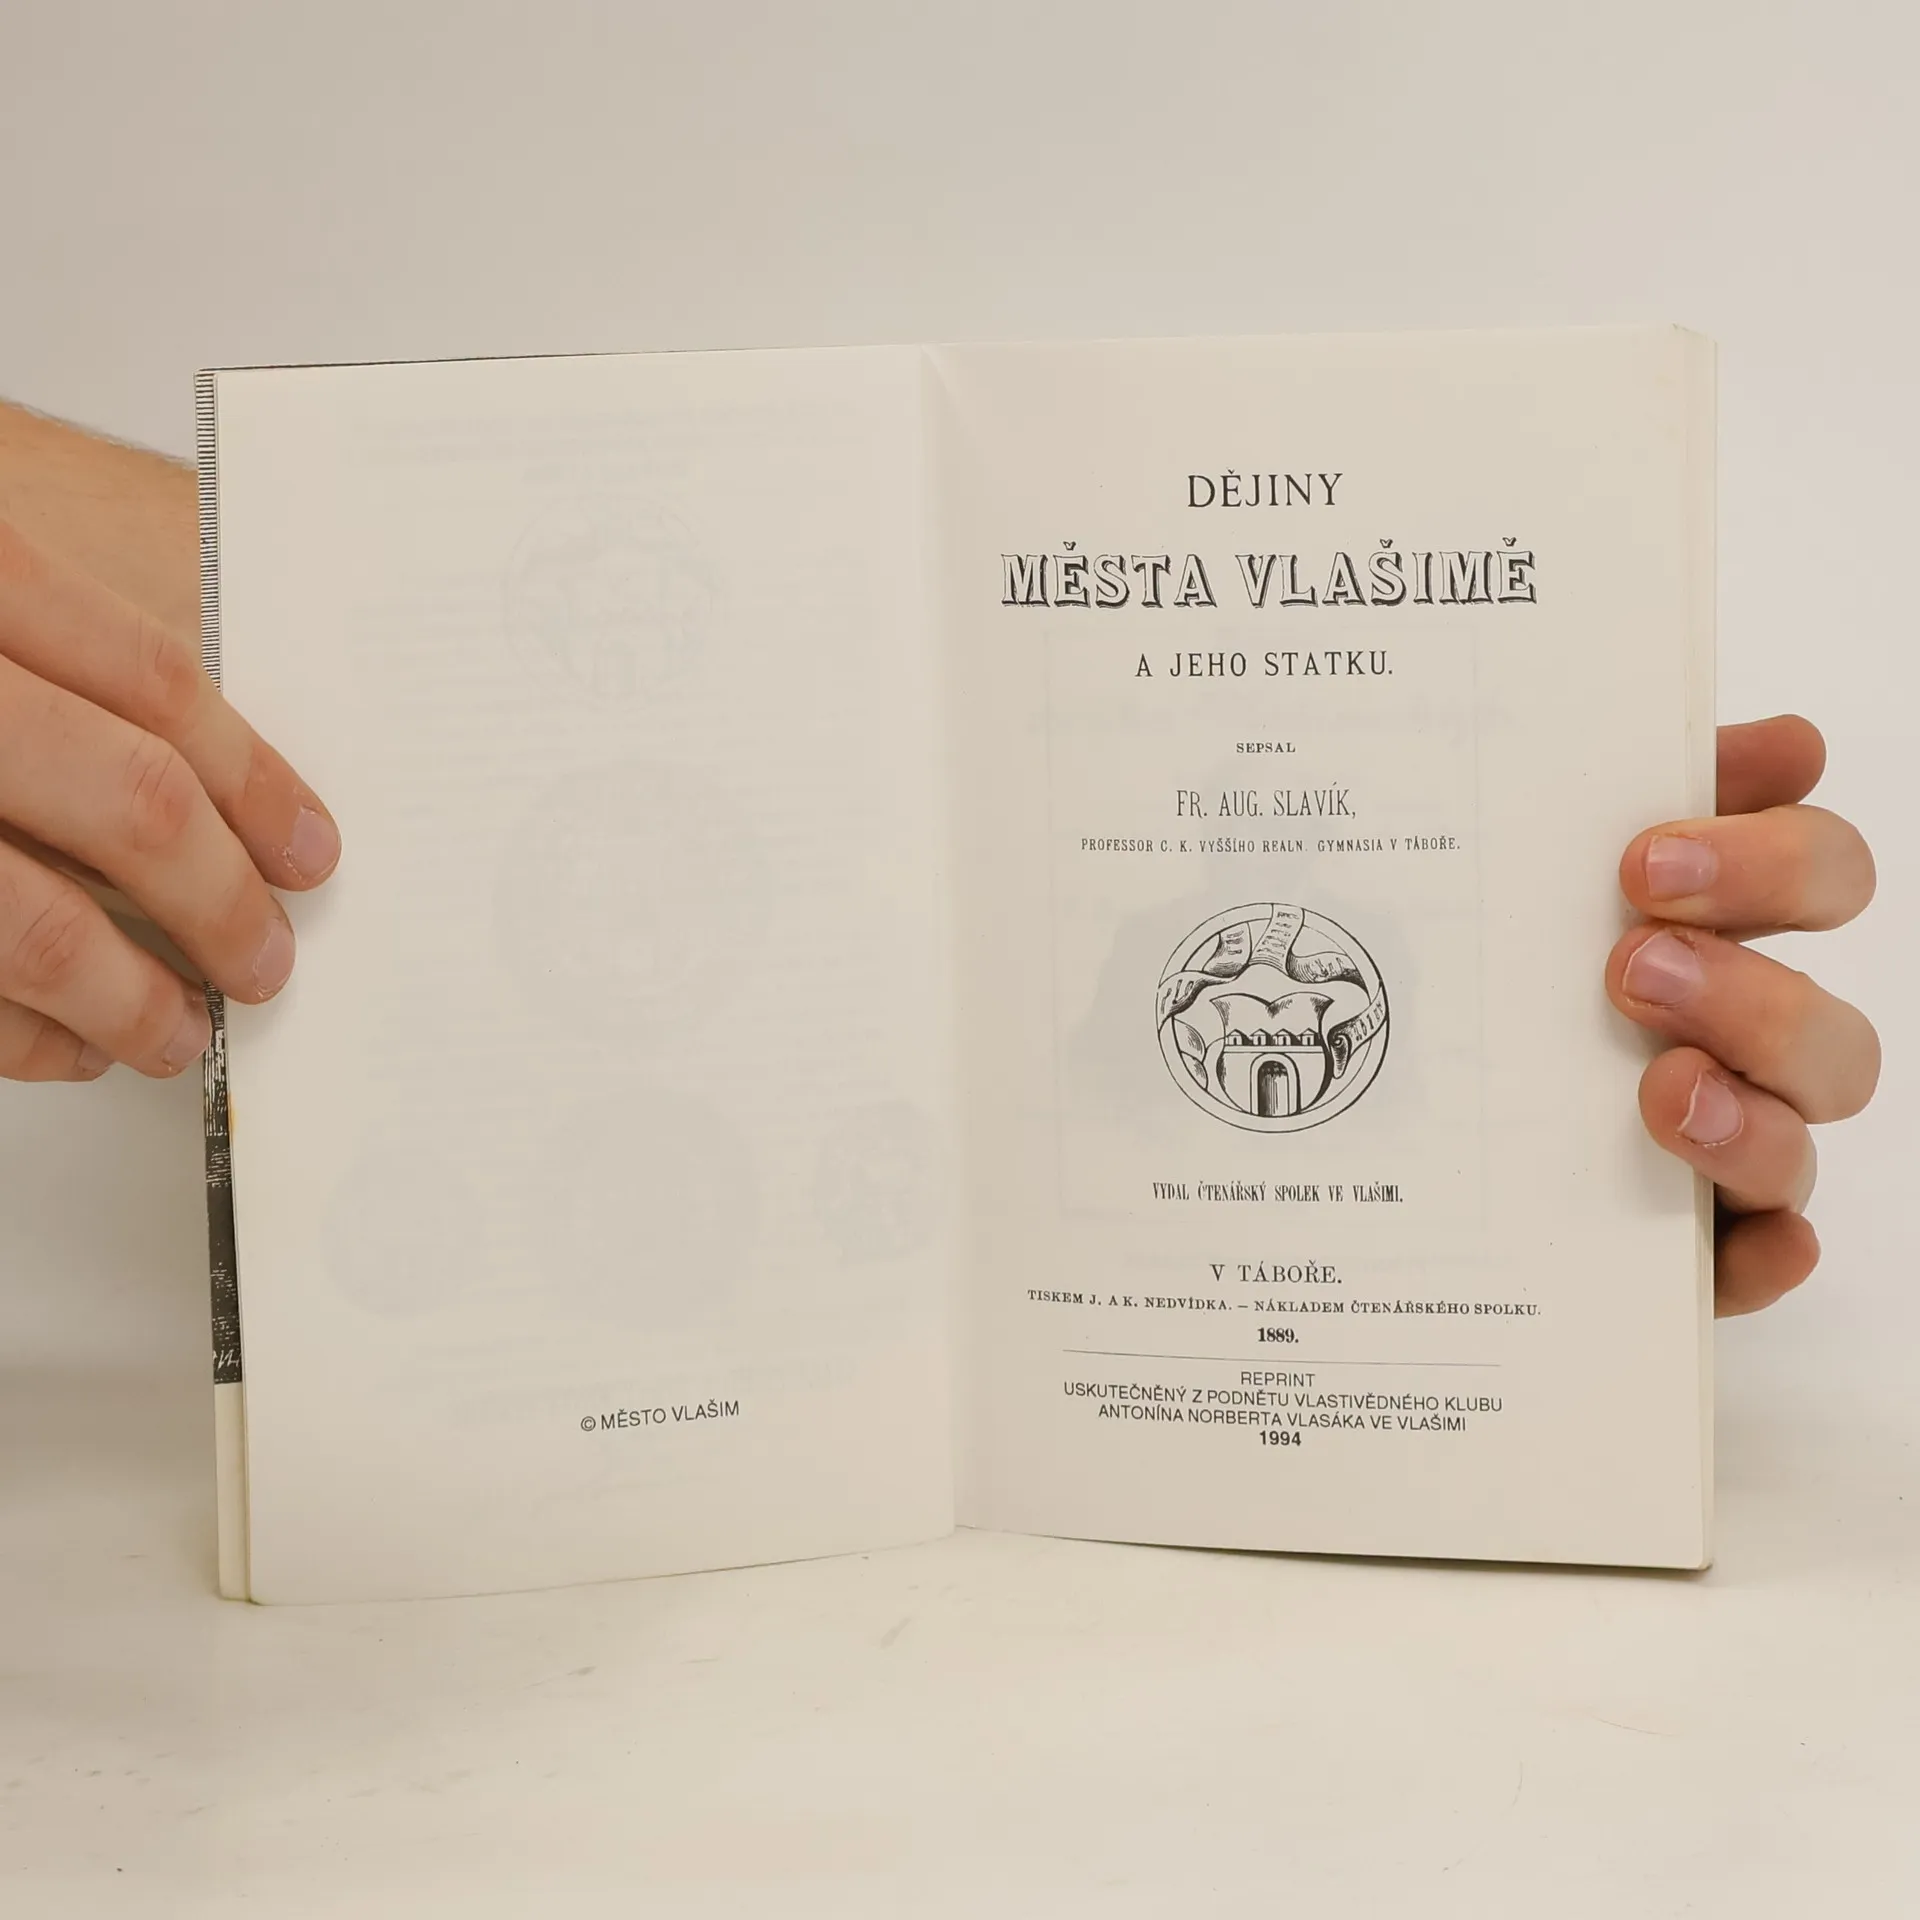 © MĚSTO VLAŠIM
DĚJINY
MĚSTA VLAŠIMĚ
A JEHO STATKU.
SEPSAL
FR. AUG. SLAVÍK,
PROFESSOR C. K. VYŠŠÍHO REALN. GYMNASIA V TÁBOŘE.
VYDAL ČTENÁŘSKÝ SPOLEK VE VLAŠIMI.
V TÁBOŘE.
TISKEM J. A K. NEDVÍDKA. – NÁKLADEM ČTENÁŘSKÉHO SPOLKU.
1889.
REPRINT
USKUTEČNĚNÝ Z PODNĚTU VLASTIVĚDNÉHO KLUBU
ANTONÍNA NORBERTA VLASÁKA VE VLAŠIMI
1994